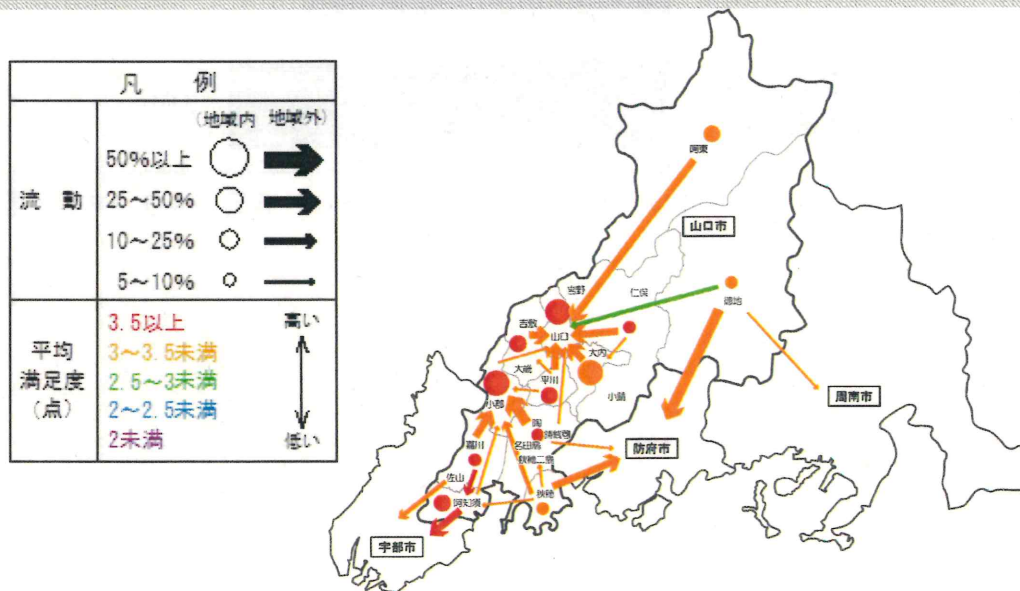 凡 例
(地域内 地域外)
流 動
50%以上
25～50%
10～25%
5～10%
平均
満足度
(点)
3.5以上
3～3.5未満
2.5～3未満
2～2.5未満
2未満
高い
低い
阿東
山口市
宮野
仁保
徳地
吉敷
山口
大内
大歳
平川
小鯖
周南市
小郡
陶
鋳銭司
名田島
防府市
嘉川
秋穂二島
佐山
秋穂
阿知須
宇部市